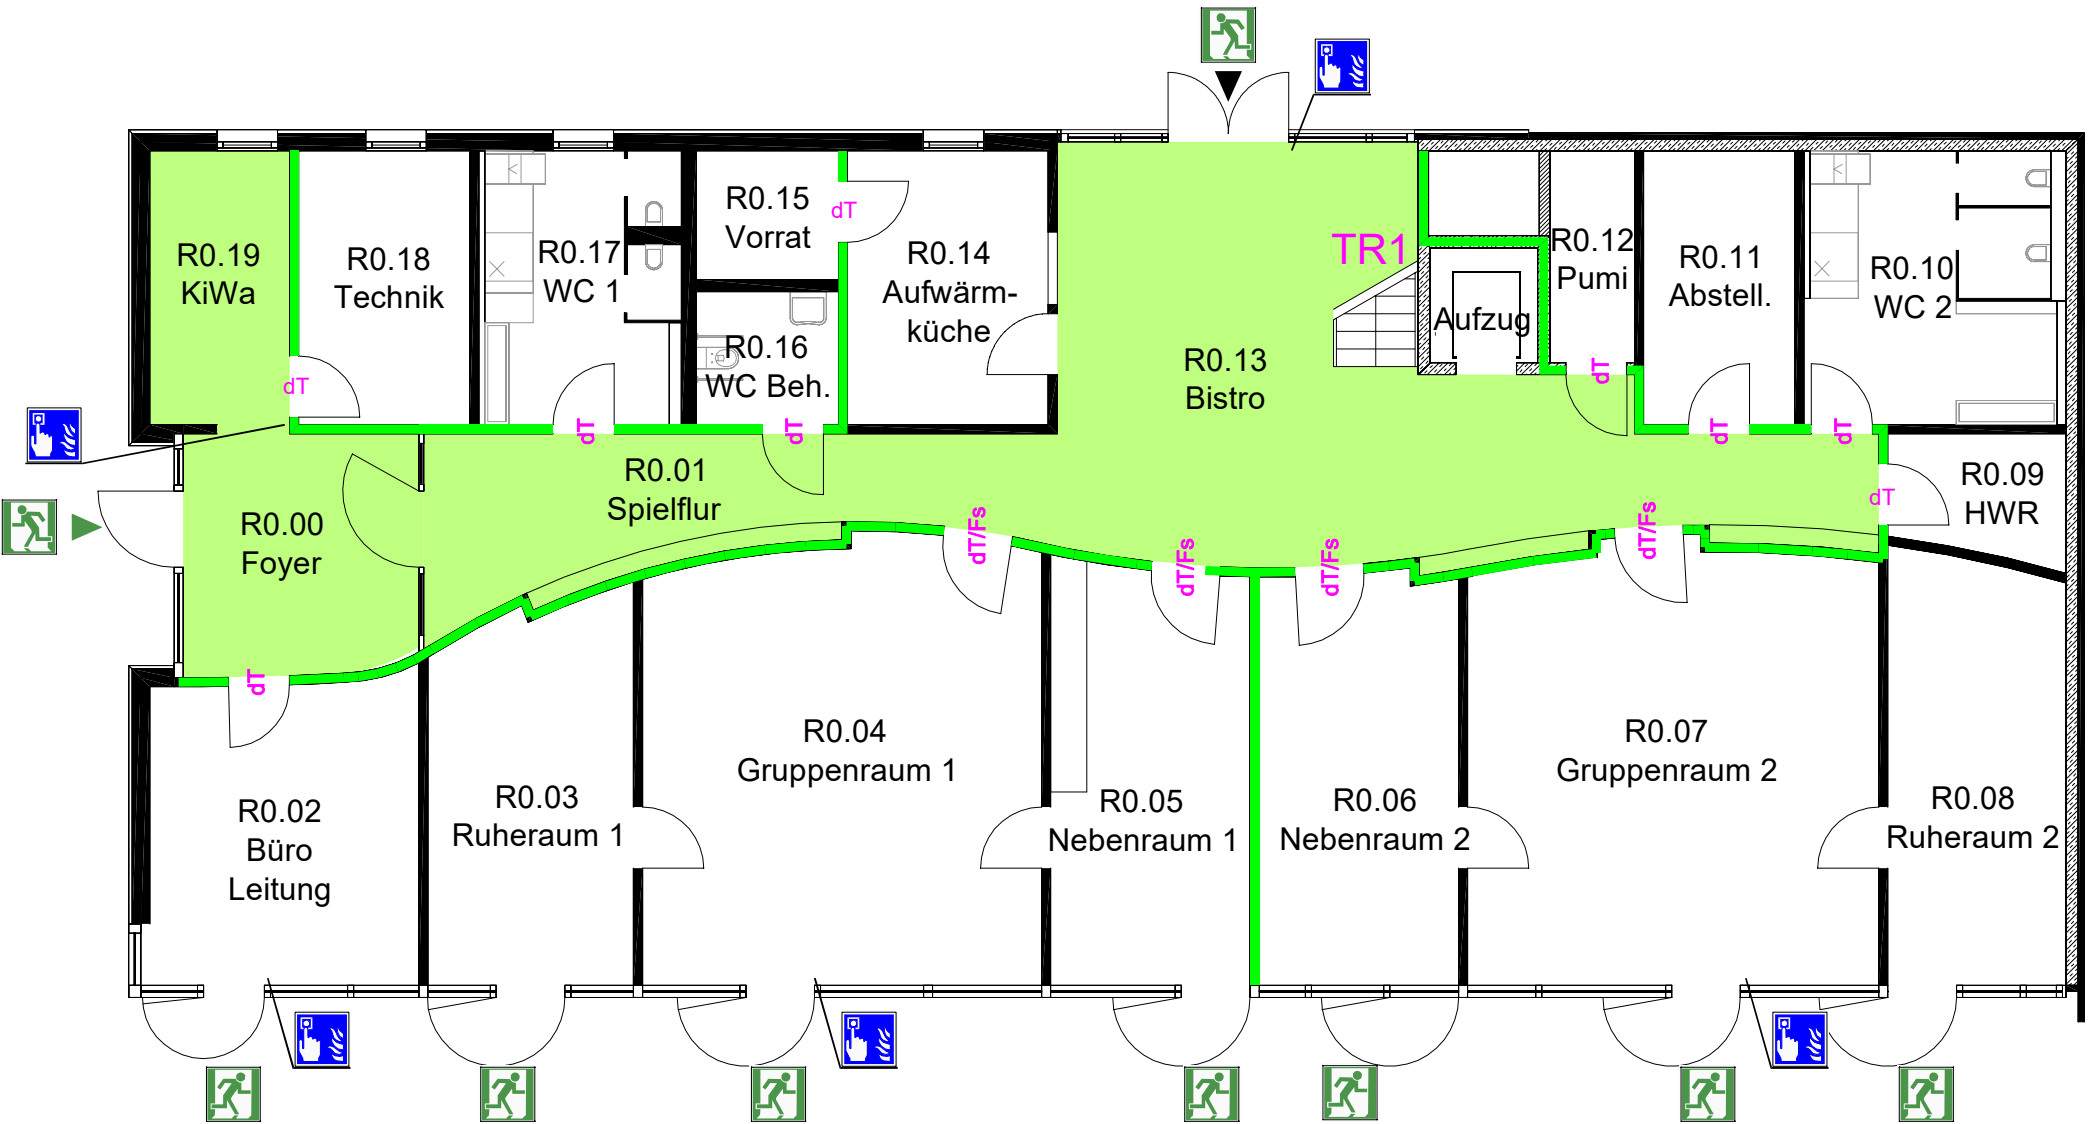 TR1
R0.19
KiWa
R0.18
Technik
R0.17
WC 1
R0.15
Vorrat
dT
R0.14
Aufwärm-
küche
R0.16
WC Beh.
R0.13
Bistro
Aufzug
R0.12
Pumi
R0.11
Abstell.
R0.10
WC 2
dT
dT
dT
dT
dT
dT
R0.00
Foyer
R0.01
Spielflur
R0.09
HWR
dT
dT/Fs
dT/Fs
dT/Fs
dT/Fs
dT
R0.02
Büro
Leitung
R0.03
Ruheraum 1
R0.04
Gruppenraum 1
R0.05
Nebenraum 1
R0.06
Nebenraum 2
R0.07
Gruppenraum 2
R0.08
Ruheraum 2